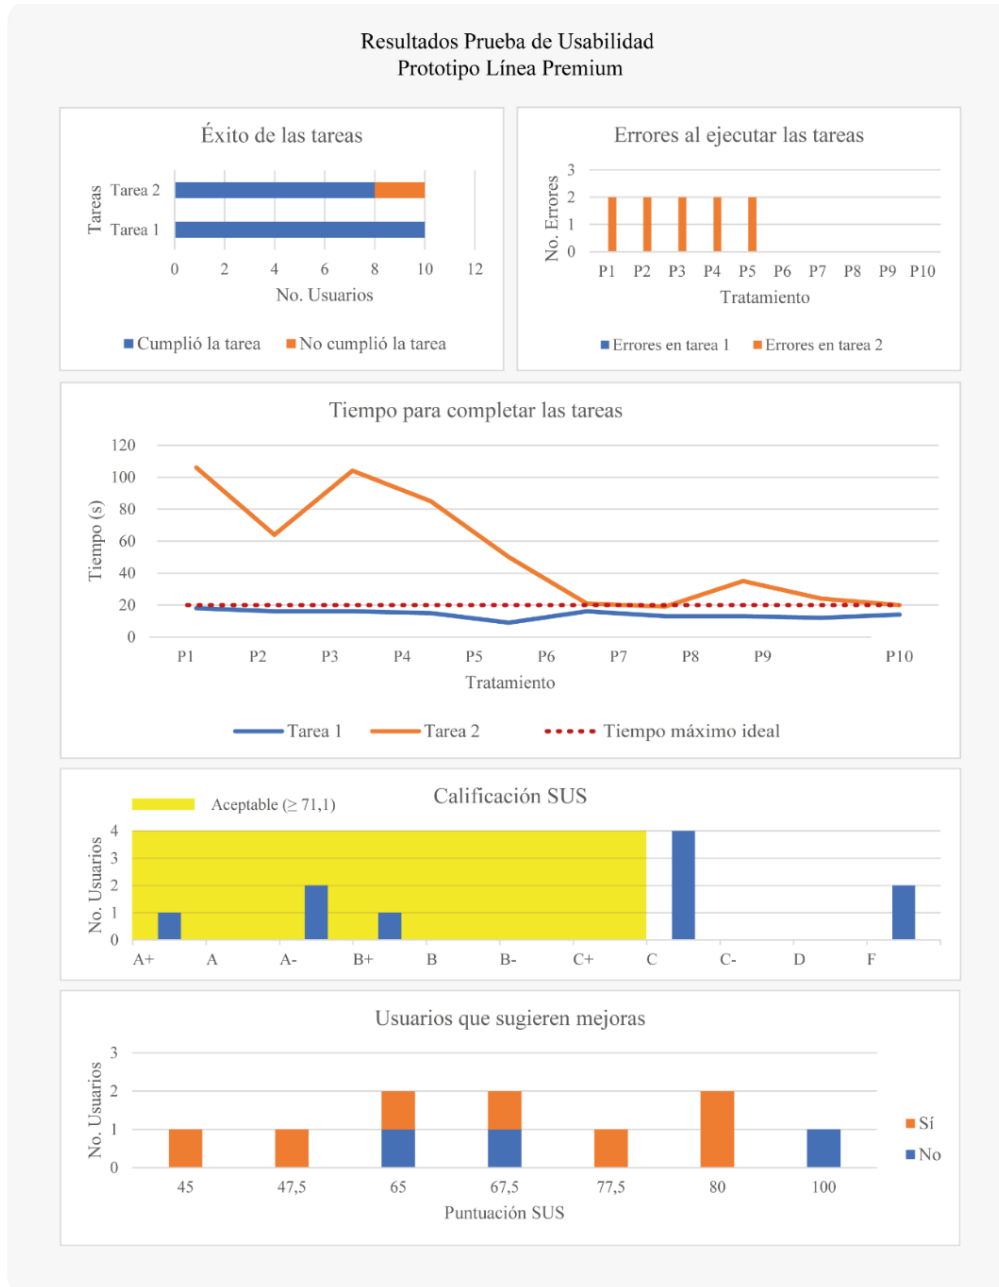 Resultados Prueba de Usabilidad
Prototipo Línea Premium
Éxito de las tareas
Tareas
Tarea 2
Tarea 1
0 2 4 6 8 10 12
No. Usuarios
Cumplió la tarea No cumplió la tarea
Errores al ejecutar las tareas
No. Errores
3
2
1
0
P1 P2 P3 P4 P5 P6 P7 P8 P9 P10
Tratamiento
Errores en tarea 1 Errores en tarea 2
Tiempo para completar las tareas
Tiempo (s)
120
100
80
60
40
20
0
P1 P2 P3 P4 P5 P6 P7 P8 P9 P10
Tratamiento
Tarea 1 Tarea 2 Tiempo máximo ideal
Calificación SUS
Aceptable (≥ 71,1)
No. Usuarios
4
3
2
1
0
A+ A A- B+ B B- C+ C C- D F
Usuarios que sugieren mejoras
No. Usuarios
3
2
1
0
45 47,5 65 67,5 77,5 80 100
Puntuación SUS
Sí
No